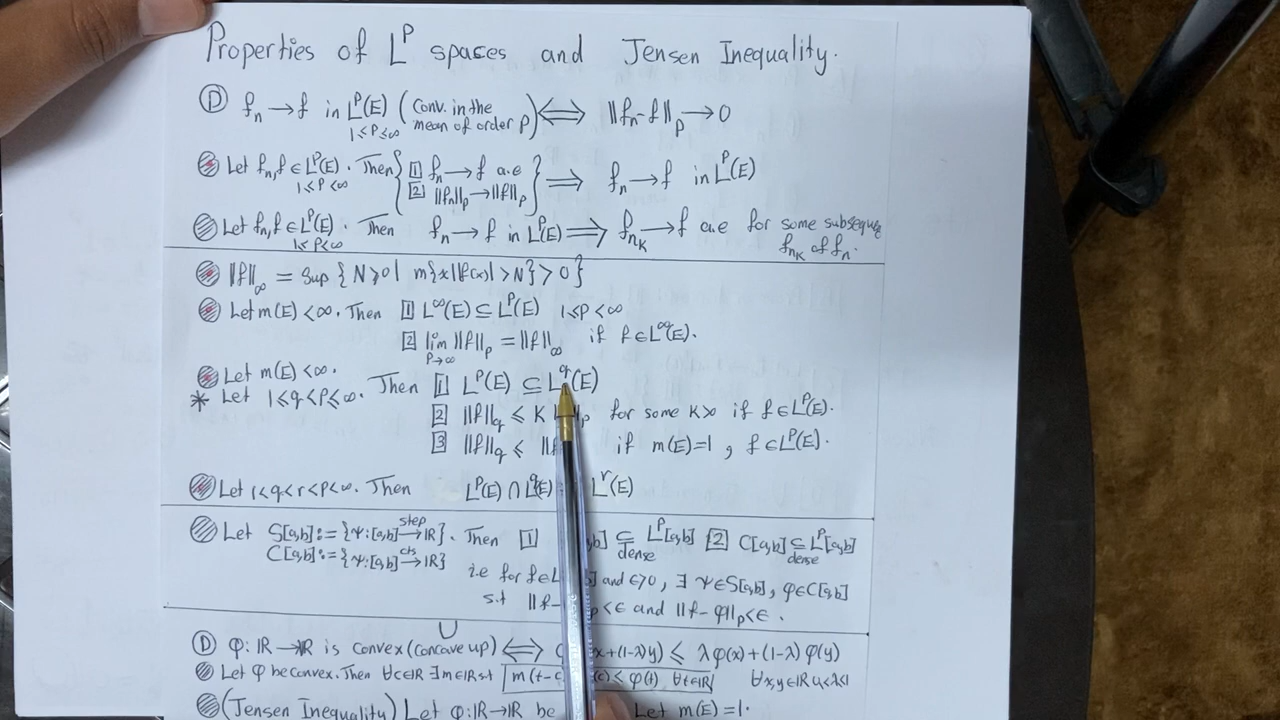 Properties of L^p spaces and Jensen Inequality.
(D) f_n → f in L^p(E) (Conv. in the mean of order p) ⟺ ||f_n - f||_p → 0
1≤p≤∞
Let f_n, f ∈ L^p(E). Then { [1] f_n → f a.e
1≤p<∞ [2] ||f_n||_p → ||f||_p } ⟹ f_n → f in L^p(E)
Let f_n, f ∈ L^p(E). Then f_n → f in L^p(E) ⟹ f_{n_k} → f a.e for some subseque
1≤p<∞ f_{n_k} of f_n.
||f||_∞ = sup { N ≥ 0 | m{x | |f(x)| > N} > 0 }
Let m(E) < ∞. Then [1] L^∞(E) ⊆ L^p(E) 1≤p<∞
[2] lim_{p→∞} ||f||_p = ||f||_∞ if f ∈ L^∞(E).
Let m(E) < ∞.
* Let 1≤q<p≤∞. Then [1] L^p(E) ⊆ L^q(E)
[2] ||f||_q ≤ K p for some K>0 if f ∈ L^p(E).
[3] ||f||_q ≤ ||f if m(E)=1, f ∈ L^p(E).
Let 1<q<r<p<∞. Then L^p(E) ∩ L^q(E) L^r(E)
Let S[a,b] := {ψ:[a,b] →^{step} ℝ}. Then [1] ,b] ⊆_{dense} L^p[a,b] [2] C[a,b] ⊆_{dense} L^p[a,b]
C[a,b] := {ψ:[a,b] →^{cts} ℝ}
i.e for f ∈ L ] and ε>0, ∃ ψ ∈ S[a,b], φ ∈ C[a,b]
s.t ||f- p < ε and ||f-φ||_p < ε.
(D) φ: ℝ → ℝ is convex (concave up) ∪ ⟺ x+(1-λ)y) ≤ λφ(x)+(1-λ)φ(y)
Let φ be convex. Then ∀c∈ℝ ∃m∈ℝ s.t m(t-c ) ≤ φ(t) ∀t∈ℝ ∀x,y∈ℝ 0<λ<1
(Jensen Inequality) Let φ:ℝ→ℝ be Let m(E)=1.